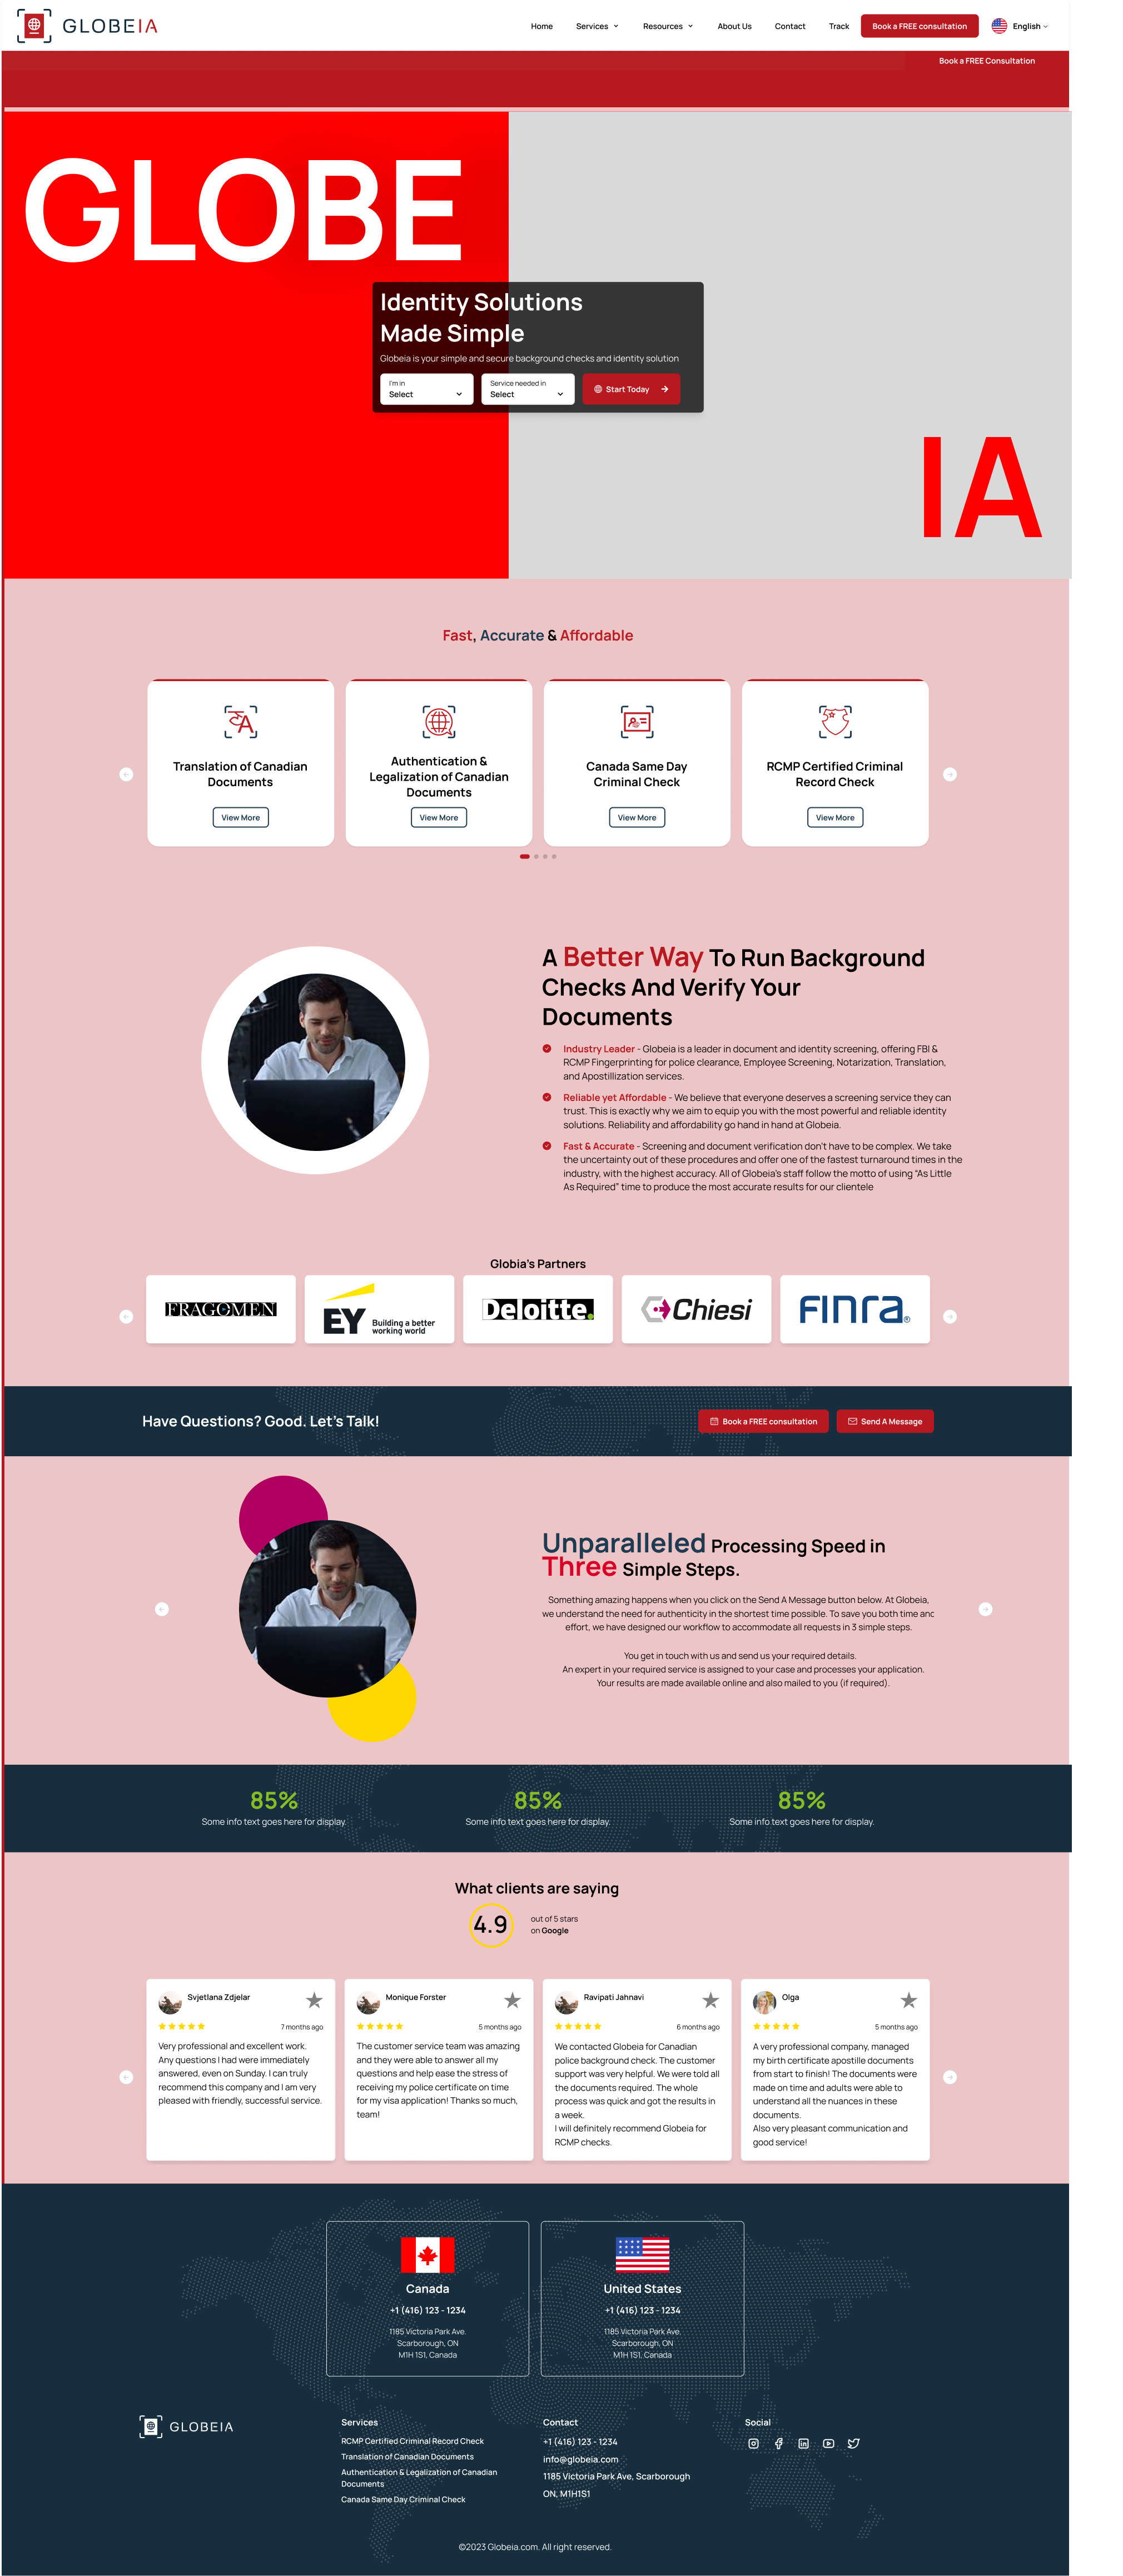 GLOBEIA
Home
Services
Resources
About Us
Contact
Track
Book a FREE consultation
English
Book a FREE Consultation
GLOBE
Identity Solutions
Made Simple
Globeia is your simple and secure background checks and identity solution
I'm in
Select
Service needed in
Select
Start Today
IA
Fast, Accurate & Affordable
Translation of Canadian
Documents
View More
Authentication &
Legalization of Canadian
Documents
View More
Canada Same Day
Criminal Check
View More
RCMP Certified Criminal
Record Check
View More
A Better Way To Run Background
Checks And Verify Your
Documents
Industry Leader - Globeia is a leader in document and identity screening, offering FBI &
RCMP Fingerprinting for police clearance, Employee Screening, Notarization, Translation,
and Apostillization services.
Reliable yet Affordable - We believe that everyone deserves a screening service they can
trust. This is exactly why we aim to equip you with the most powerful and reliable identity
solutions. Reliability and affordability go hand in hand at Globeia.
Fast & Accurate - Screening and document verification don't have to be complex. We take
the uncertainty out of these procedures and offer one of the fastest turnaround times in the
industry, with the highest accuracy. All of Globeia's staff follow the motto of using "As Little
As Required" time to produce the most accurate results for our clientele
Globia's Partners
FRAGOMEN
EY
Building a better
working world
Deloitte.
Chiesi
FINra®
Have Questions? Good. Let's Talk!
Book a FREE consultation
Send A Message
Unparalleled Processing Speed in
Three Simple Steps.
Something amazing happens when you click on the Send A Message button below. At Globeia,
we understand the need for authenticity in the shortest time possible. To save you both time and
effort, we have designed our workflow to accommodate all requests in 3 simple steps.
You get in touch with us and send us your required details.
An expert in your required service is assigned to your case and processes your application.
Your results are made available online and also mailed to you (if required).
85%
Some info text goes here for display.
85%
Some info text goes here for display.
85%
Some info text goes here for display.
What clients are saying
4.9
out of 5 stars
on Google
Svjetlana Zdjelar
7 months ago
Very professional and excellent work.
Any questions I had were immediately
answered, even on Sunday. I can truly
recommend this company and I am very
pleased with friendly, successful service.
Monique Forster
5 months ago
The customer service team was amazing
and they were able to answer all my
questions and help ease the stress of
receiving my police certificate on time
for my visa application! Thanks so much,
team!
Ravipati Jahnavi
6 months ago
We contacted Globeia for Canadian
police background check. The customer
support was very helpful. We were told all
the documents required. The whole
process was quick and got the results in
a week.
I will definitely recommend Globeia for
RCMP checks.
Olga
5 months ago
A very professional company, managed
my birth certificate apostille documents
from start to finish! The documents were
made on time and adults were able to
understand all the nuances in these
documents.
Also very pleasant communication and
good service!
Canada
+1 (416) 123 - 1234
1185 Victoria Park Ave.
Scarborough, ON
M1H 1S1, Canada
United States
+1 (416) 123 - 1234
1185 Victoria Park Ave.
Scarborough, ON
M1H 1S1, Canada
GLOBEIA
Services
RCMP Certified Criminal Record Check
Translation of Canadian Documents
Authentication & Legalization of Canadian
Documents
Canada Same Day Criminal Check
Contact
+1 (416) 123 - 1234
info@globeia.com
1185 Victoria Park Ave, Scarborough
ON, M1H1S1
Social
©2023 Globeia.com. All right reserved.